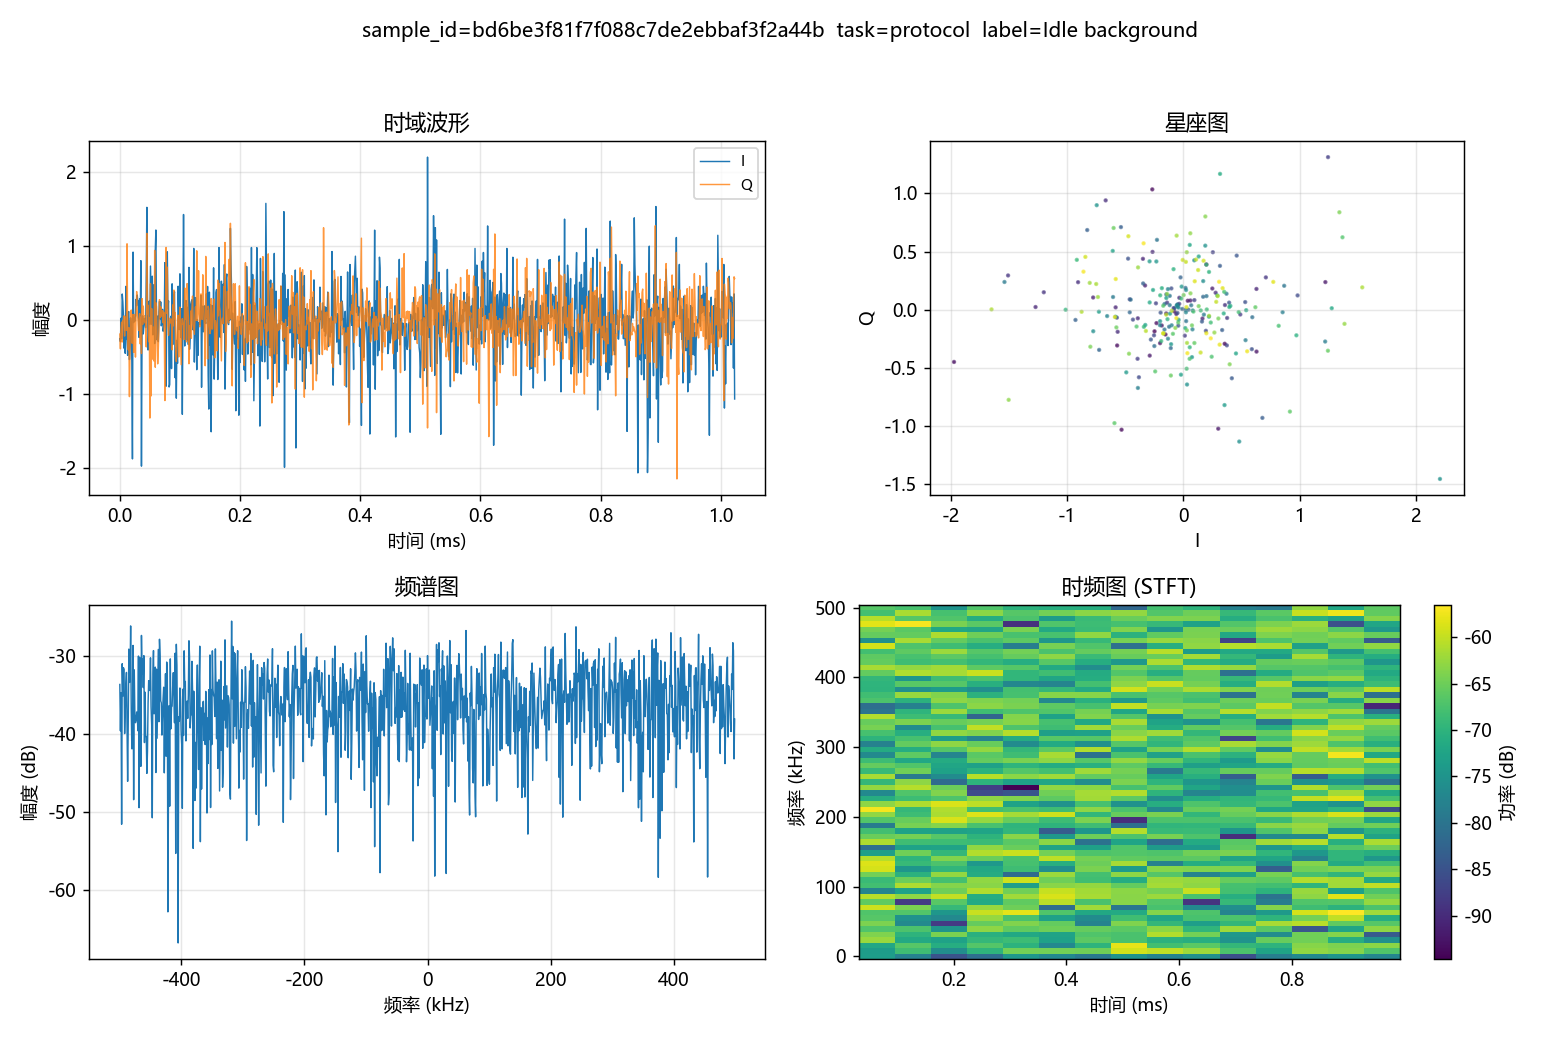 sample_id=bd6be3f81f7f088c7de2ebbaf3f2a44b task=protocol label=Idle background
时域波形
I
Q
2
1
0
-1
-2
幅度
0.0 0.2 0.4 0.6 0.8 1.0
时间 (ms)
星座图
1.0
0.5
0.0
-0.5
-1.0
-1.5
Q
-2 -1 0 1 2
I
频谱图
-30
-40
-50
-60
幅度 (dB)
-400 -200 0 200 400
频率 (kHz)
时频图 (STFT)
500
400
300
200
100
0
频率 (kHz)
0.2 0.4 0.6 0.8
时间 (ms)
-60
-65
-70
-75
-80
-85
-90
功率 (dB)